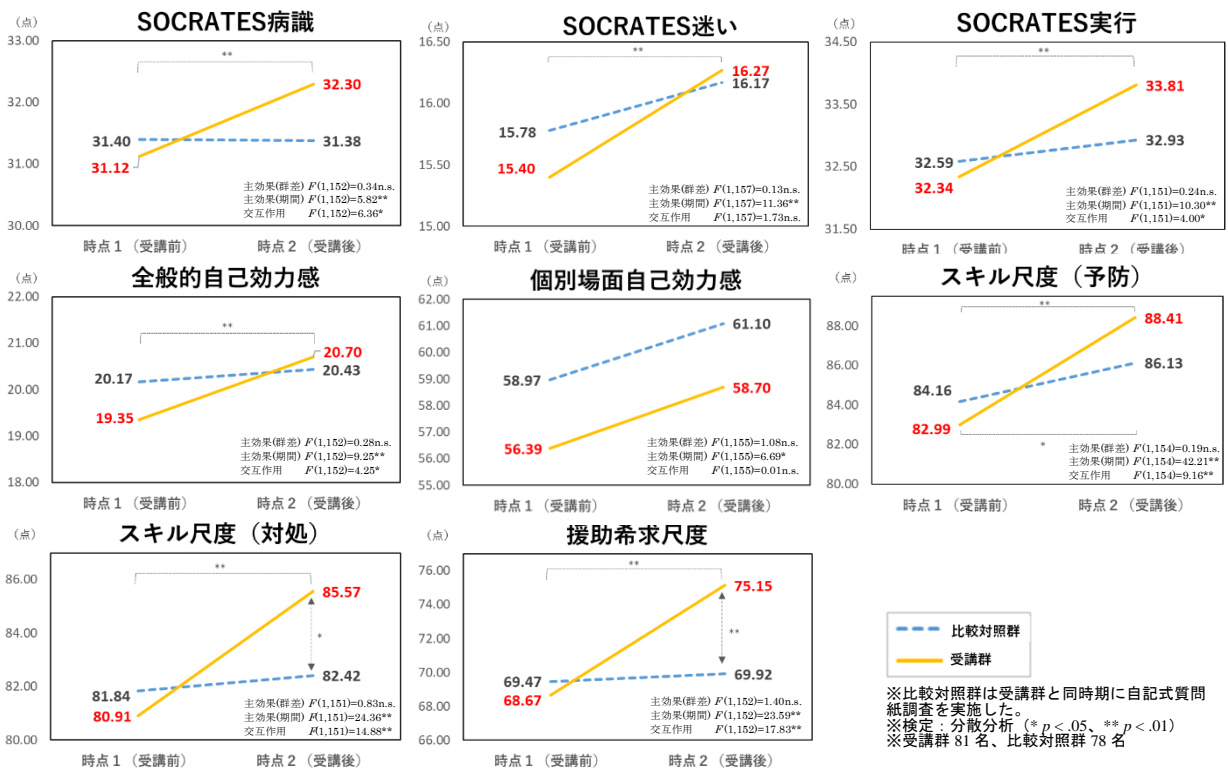 SOCRATES病識
(点)
33.00
32.00
31.00
30.00
**
31.40
31.12
32.30
31.38
主効果(群差) F(1,152)=0.34n.s.
主効果(期間) F(1,152)=5.82**
交互作用 F(1,152)=6.36*
時点１（受講前）
時点２（受講後）
SOCRATES迷い
(点)
16.50
16.00
15.50
15.00
**
15.78
15.40
16.27
16.17
主効果(群差) F(1,157)=0.13n.s.
主効果(期間) F(1,157)=11.36**
交互作用 F(1,157)=1.73n.s.
時点１（受講前）
時点２（受講後）
SOCRATES実行
(点)
34.50
33.50
32.50
31.50
**
32.59
32.34
33.81
32.93
主効果(群差) F(1,151)=0.24n.s.
主効果(期間) F(1,151)=10.30**
交互作用 F(1,151)=4.00*
時点１（受講前）
時点２（受講後）
全般的自己効力感
(点)
22.00
21.00
20.00
19.00
18.00
**
20.17
19.35
20.70
20.43
主効果(群差) F(1,152)=0.28n.s.
主効果(期間) F(1,152)=9.25**
交互作用 F(1,152)=4.25*
時点１（受講前）
時点２（受講後）
個別場面自己効力感
(点)
62.00
61.00
60.00
59.00
58.00
57.00
56.00
55.00
58.97
56.39
61.10
58.70
主効果(群差) F(1,155)=1.08n.s.
主効果(期間) F(1,155)=6.69*
交互作用 F(1,155)=0.01n.s.
時点１（受講前）
時点２（受講後）
スキル尺度（予防）
(点)
88.00
86.00
84.00
82.00
80.00
**
84.16
82.99
88.41
86.13
*
主効果(群差) F(1,154)=0.19n.s.
主効果(期間) F(1,154)=42.21**
交互作用 F(1,154)=9.16**
時点１（受講前）
時点２（受講後）
スキル尺度（対処）
(点)
86.00
84.00
82.00
80.00
**
81.84
80.91
85.57
*
82.42
主効果(群差) F(1,151)=0.83n.s.
主効果(期間) F(1,151)=24.36**
交互作用 F(1,151)=14.88**
時点１（受講前）
時点２（受講後）
援助希求尺度
(点)
76.00
74.00
72.00
70.00
68.00
66.00
**
69.47
68.67
75.15
**
69.92
主効果(群差) F(1,152)=1.40n.s.
主効果(期間) F(1,152)=23.59**
交互作用 F(1,152)=17.83**
時点１（受講前）
時点２（受講後）
比較対照群
受講群
※比較対照群は受講群と同時期に自記式質問
紙調査を実施した。
※検定：分散分析（* p＜.05、** p＜.01）
※受講群 81 名、比較対照群 78 名